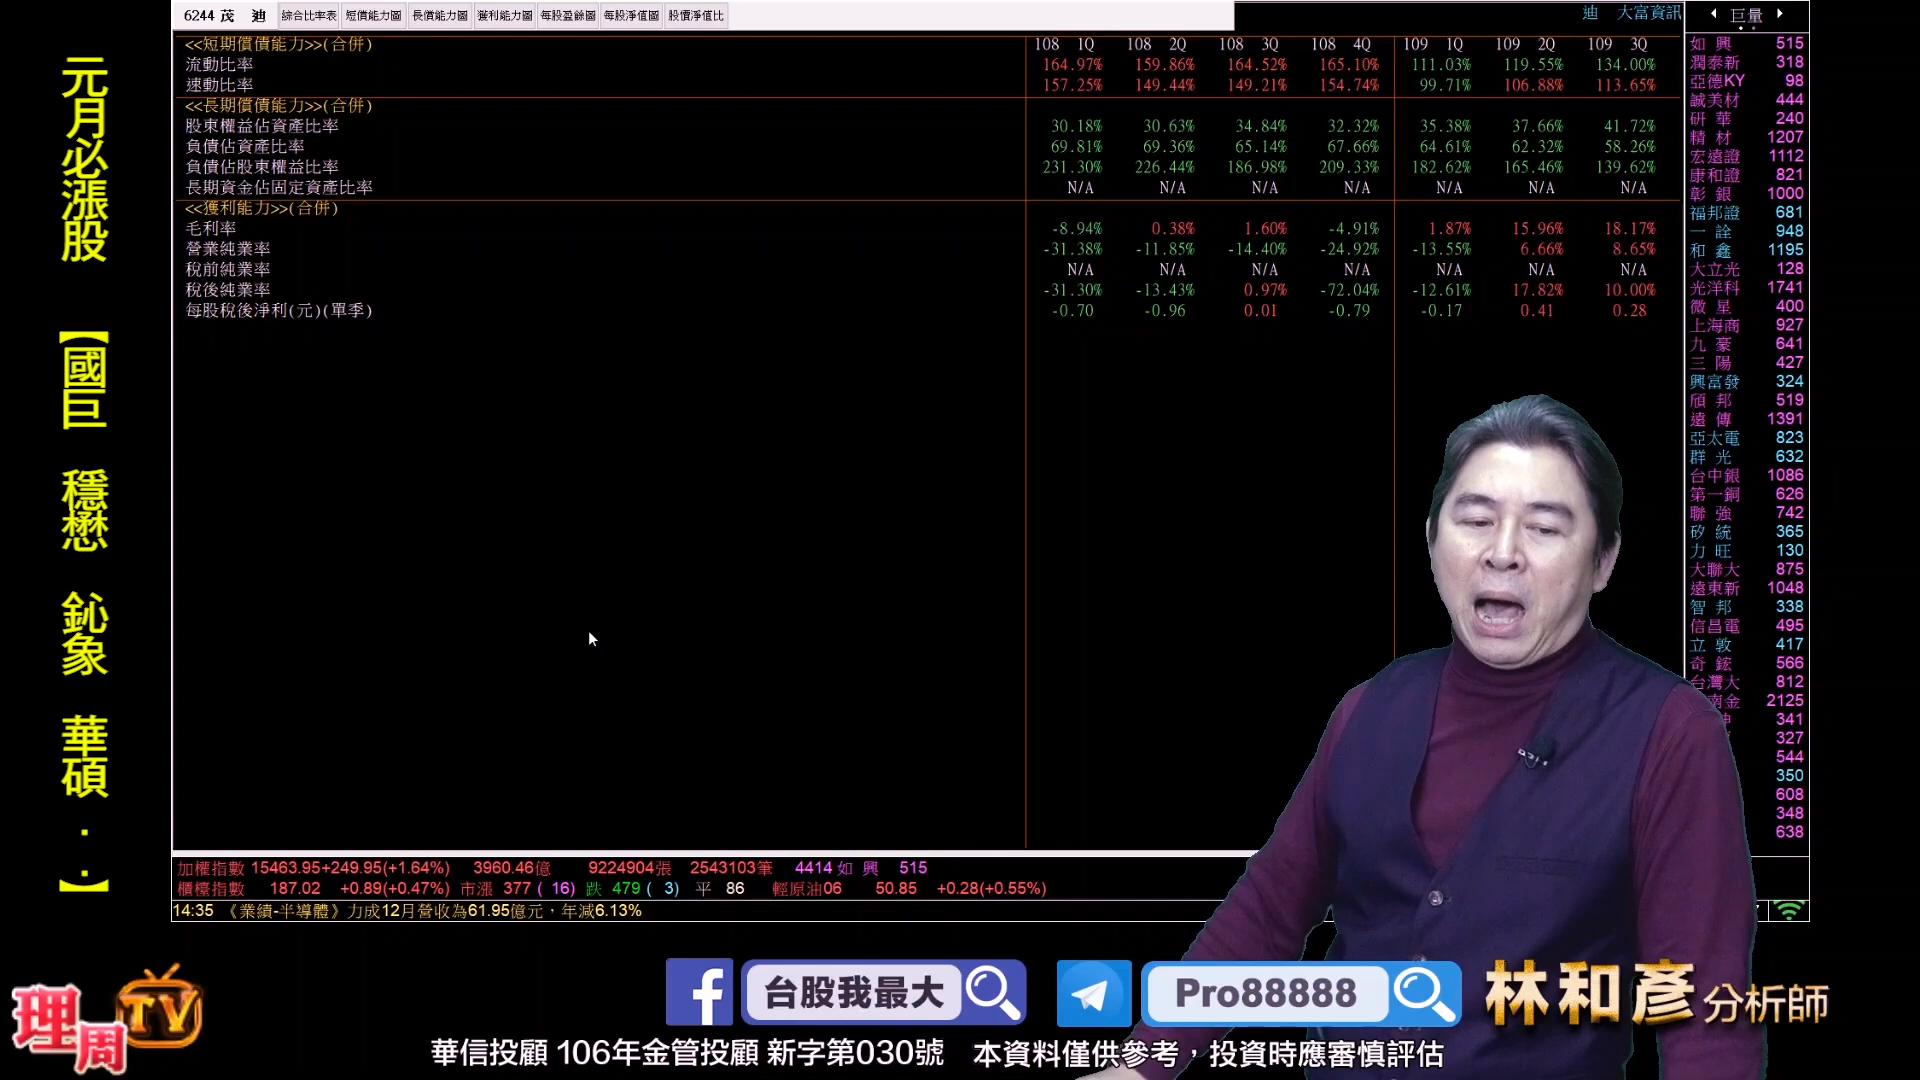 元月必漲股 【國巨 穩懋 鈊象 華碩..】
6244 茂 迪 綜合比率表 短償能力圖 長償能力圖 獲利能力圖 每股盈餘圖 每股淨值圖 股價淨值比
迪 大富資訊
巨量
<<短期償債能力>>(合併) 108 1Q 108 2Q 108 3Q 108 4Q 109 1Q 109 2Q 109 3Q
流動比率 164.97% 159.86% 164.52% 165.10% 111.03% 119.55% 134.00%
速動比率 157.25% 149.44% 149.21% 154.74% 99.71% 106.88% 113.65%
<<長期償債能力>>(合併)
股東權益佔資產比率 30.18% 30.63% 34.84% 32.32% 35.38% 37.66% 41.72%
負債佔資產比率 69.81% 69.36% 65.14% 67.66% 64.61% 62.32% 58.26%
負債佔股東權益比率 231.30% 226.44% 186.98% 209.33% 182.62% 165.46% 139.62%
長期資金佔固定資產比率 N/A N/A N/A N/A N/A N/A N/A
<<獲利能力>>(合併)
毛利率 -8.94% 0.38% 1.60% -4.91% 1.87% 15.96% 18.17%
營業純業率 -31.38% -11.85% -14.40% -24.92% -13.55% 6.66% 8.65%
稅前純業率 N/A N/A N/A N/A N/A N/A N/A
稅後純業率 -31.30% -13.43% 0.97% -72.04% -12.61% 17.82% 10.00%
每股稅後淨利(元)(單季) -0.70 -0.96 0.01 -0.79 -0.17 0.41 0.28
如 興 515
潤泰新 318
亞德KY 98
誠美材 444
研 華 240
精 材 1207
宏遠證 1112
康和證 821
彰 銀 1000
福邦證 681
一 詮 948
和 鑫 1195
大立光 128
光洋科 1741
微 星 400
上海商 927
九 豪 641
三 陽 427
興富發 324
頎 邦 519
遠 傳 1391
亞太電 823
群 光 632
台中銀 1086
第一銅 626
聯 強 742
矽 統 365
力 旺 130
大聯大 875
遠東新 1048
智 邦 338
信昌電 495
立 敦 417
奇 鋐 566
台灣大 812
南金 2125
341
327
544
350
608
348
638
加權指數 15463.95+249.95(+1.64%) 3960.46億 9224904張 2543103筆 4414 如 興 515
櫃檯指數 187.02 +0.89(+0.47%) 市漲 377 ( 16) 跌 479 ( 3) 平 86 輕原油06 50.85 +0.28(+0.55%)
14:35 《業績-半導體》力成12月營收為61.95億元，年減6.13%
理周TV
f 台股我最大
Pro88888
林和彥分析師
華信投顧 106年金管投顧 新字第030號 本資料僅供參考，投資時應審慎評估